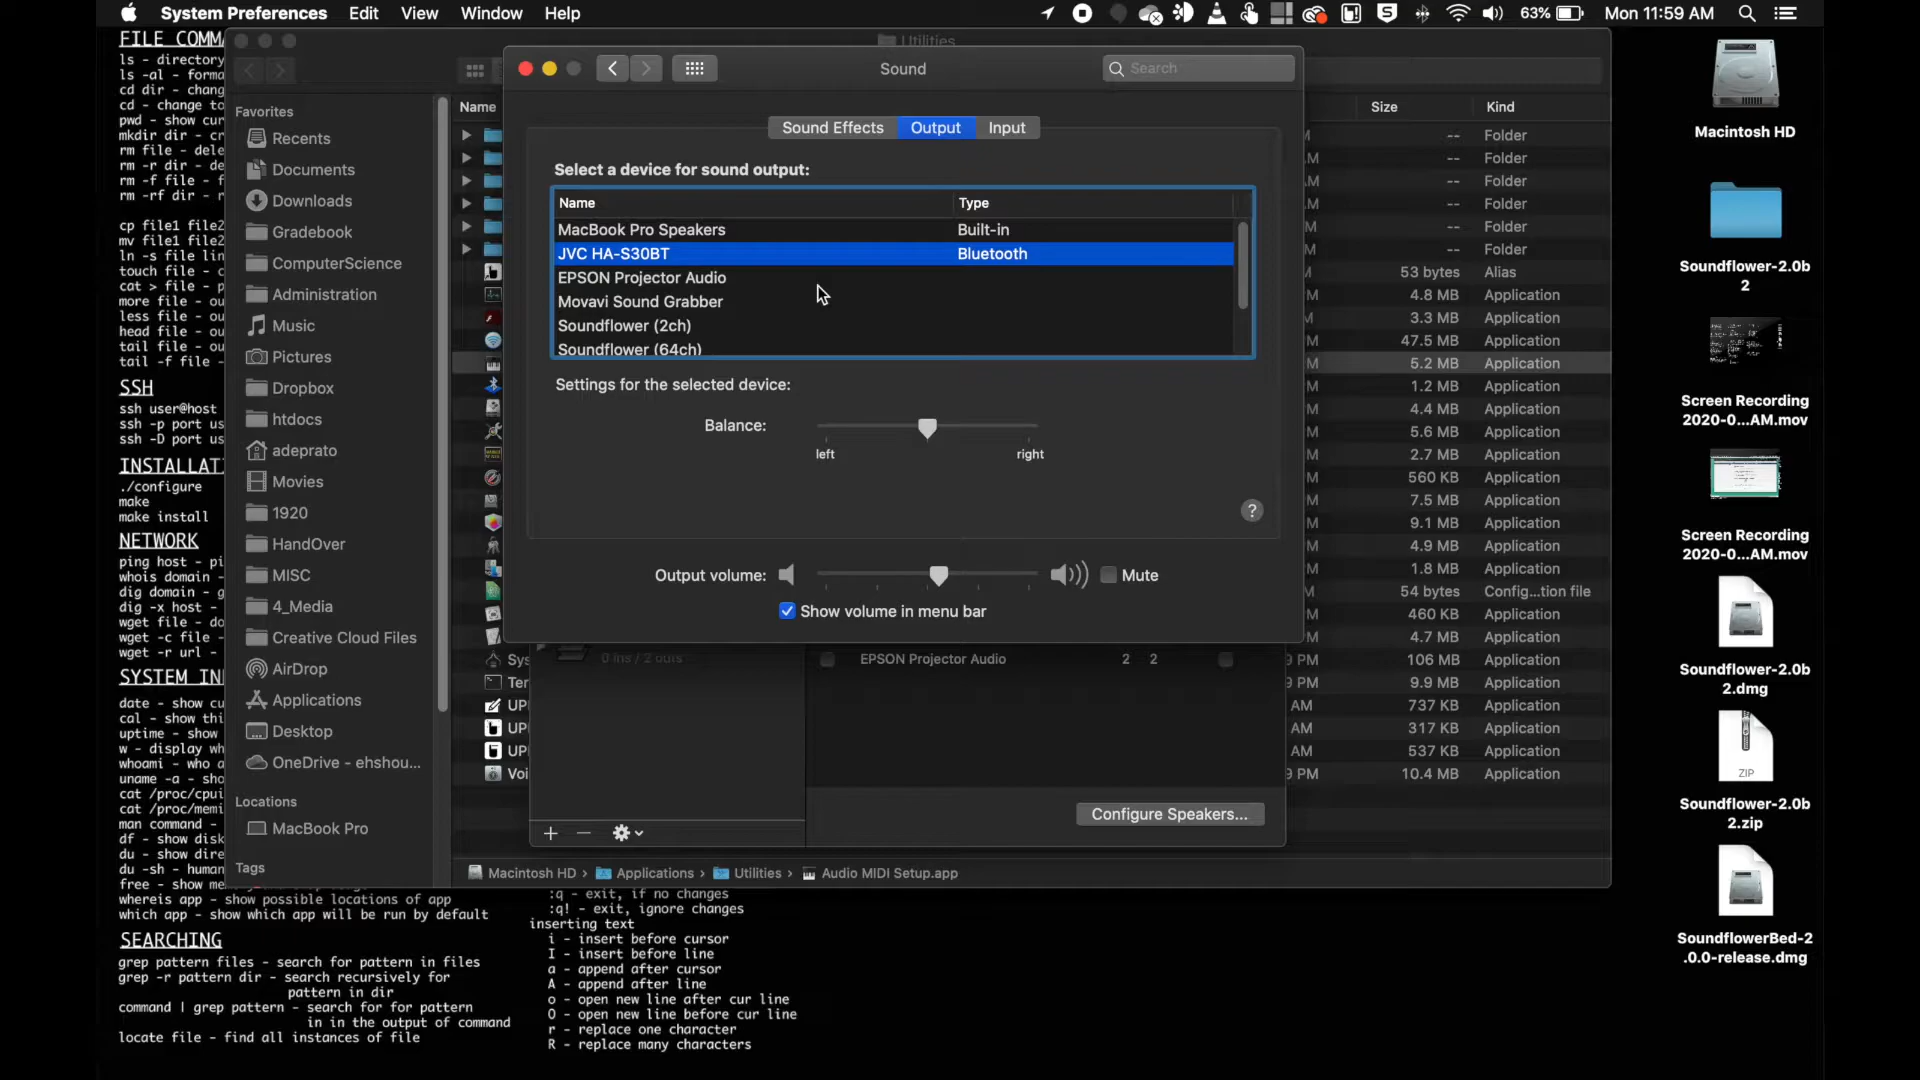 System Preferences Edit View Window Help
63% Mon 11:59 AM
FILE COMMA
ls - directory
ls -al - forma
cd dir - chang
cd - change to
pwd - show cur
mkdir dir - cr
rm file - dele
rm -r dir - de
rm -f file - f
rm -rf dir - r
cp file1 file2
mv file1 file2
ln -s file lin
touch file - c
cat > file - p
more file - ou
less file - ou
head file - ou
tail file - ou
tail -f file -
SSH
ssh user@host
ssh -p port us
ssh -D port us
INSTALLATI
./configure
make
make install
NETWORK
ping host - pi
whois domain -
dig domain - g
dig -x host -
wget file - do
wget -c file -
wget -r url -
SYSTEM IN
date - show cu
cal - show thi
uptime - show
w - display wh
whoami - who a
uname -a - sho
cat /proc/cpui
cat /proc/memi
man command -
df - show disk
du - show dire
du -sh - human
free - show me
whereis app - show possible locations of app
which app - show which app will be run by default
SEARCHING
grep pattern files - search for pattern in files
grep -r pattern dir - search recursively for
pattern in dir
command | grep pattern - search for for pattern
in in the output of command
locate file - find all instances of file
:q - exit, if no changes
:q! - exit, ignore changes
inserting text
i - insert before cursor
I - insert before line
a - append after cursor
A - append after line
o - open new line after cur line
O - open new line before cur line
r - replace one character
R - replace many characters
Utilities
Favorites
Recents
Documents
Downloads
Gradebook
ComputerScience
Administration
Music
Pictures
Dropbox
htdocs
adeprato
Movies
1920
HandOver
MISC
4_Media
Creative Cloud Files
AirDrop
Applications
Desktop
OneDrive - ehshou...
Locations
MacBook Pro
Tags
Name
Sound
Search
Sound Effects Output Input
Select a device for sound output:
Name Type
MacBook Pro Speakers Built-in
JVC HA-S30BT Bluetooth
EPSON Projector Audio
Movavi Sound Grabber
Soundflower (2ch)
Soundflower (64ch)
Settings for the selected device:
Balance:
left right
?
Output volume: Mute
Show volume in menu bar
0 ins / 2 outs
EPSON Projector Audio 2 2
Configure Speakers...
Size Kind
M -- Folder
M -- Folder
M -- Folder
M -- Folder
M -- Folder
M -- Folder
M 53 bytes Alias
M 4.8 MB Application
M 3.3 MB Application
M 47.5 MB Application
M 5.2 MB Application
M 1.2 MB Application
M 4.4 MB Application
M 5.6 MB Application
M 2.7 MB Application
M 560 KB Application
M 7.5 MB Application
M 9.1 MB Application
M 4.9 MB Application
M 1.8 MB Application
M 54 bytes Config...tion file
M 460 KB Application
M 4.7 MB Application
Sys 9 PM 106 MB Application
Ter 9 PM 9.9 MB Application
UPI AM 737 KB Application
UPI AM 317 KB Application
UPI AM 537 KB Application
Voi 9 PM 10.4 MB Application
Macintosh HD › Applications › Utilities › Audio MIDI Setup.app
Macintosh HD
Soundflower-2.0b
2
Screen Recording
2020-0...AM.mov
Screen Recording
2020-0...AM.mov
Soundflower-2.0b
2.dmg
ZIP
Soundflower-2.0b
2.zip
SoundflowerBed-2
.0.0-release.dmg